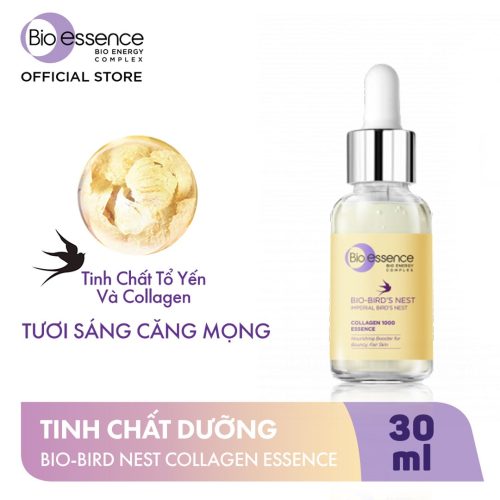 Bio essence
BIO ENERGY
COMPLEX
OFFICIAL STORE
Tinh Chất Tổ Yến
Và Collagen
TƯƠI SÁNG CĂNG MỌNG
Bio essence
BIO ENERGY
COMPLEX
BIO-BIRD'S NEST
IMPERIAL BIRD'S NEST
COLLAGEN 1000
ESSENCE
Nourishing Booster for
Bouncy, Fair Skin
TINH CHẤT DƯỠNG
BIO-BIRD NEST COLLAGEN ESSENCE
30
ml